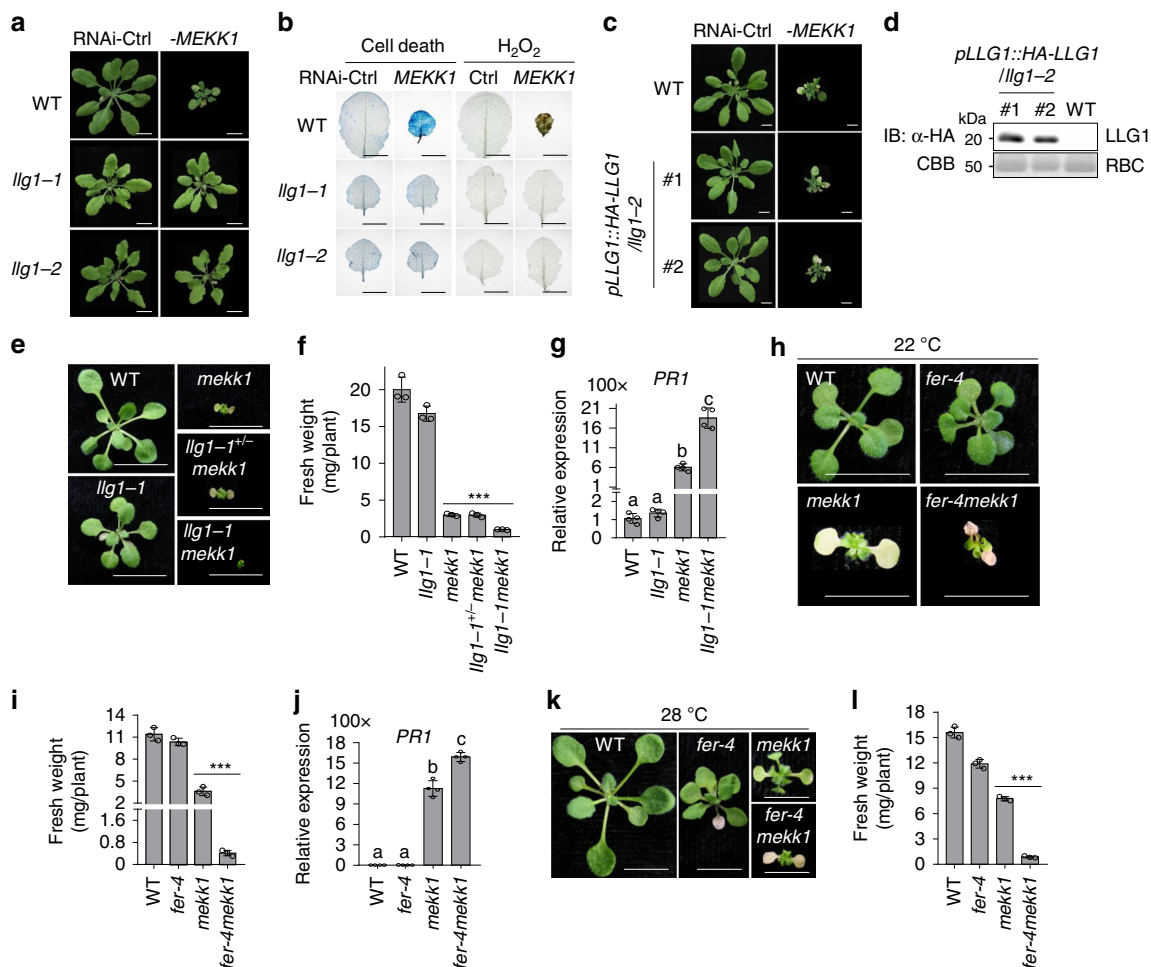 a
RNAi-Ctrl -MEKK1
WT
llg1–1
llg1–2
b
Cell death H2O2
RNAi-Ctrl MEKK1 Ctrl MEKK1
WT
llg1–1
llg1–2
c
RNAi-Ctrl -MEKK1
WT
#1
#2
pLLG1::HA-LLG1
/llg1–2
d
pLLG1::HA-LLG1
/llg1–2
#1 #2 WT
kDa
IB: α-HA 20 LLG1
CBB 50 RBC
e
WT
llg1–1
mekk1
llg1–1+/–
mekk1
llg1–1
mekk1
f
Fresh weight
(mg/plant)
20
15
10
5
0
***
WT
llg1–1
mekk1
llg1–1+/– mekk1
llg1–1mekk1
g
100×
PR1
Relative expression
21
16
11
6
1
2
1
0
a
a
b
c
WT
llg1–1
mekk1
llg1–1mekk1
h
22 °C
WT
fer-4
mekk1
fer-4mekk1
i
Fresh weight
(mg/plant)
14
11
8
5
2
1.6
0.8
0
***
WT
fer-4
mekk1
fer-4mekk1
j
100×
PR1
Relative expression
18
15
12
9
6
3
0
a
a
b
c
WT
fer-4
mekk1
fer-4mekk1
k
28 °C
WT
fer-4
mekk1
fer-4
mekk1
l
Fresh weight
(mg/plant)
18
15
12
9
6
3
0
***
WT
fer-4
mekk1
fer-4mekk1